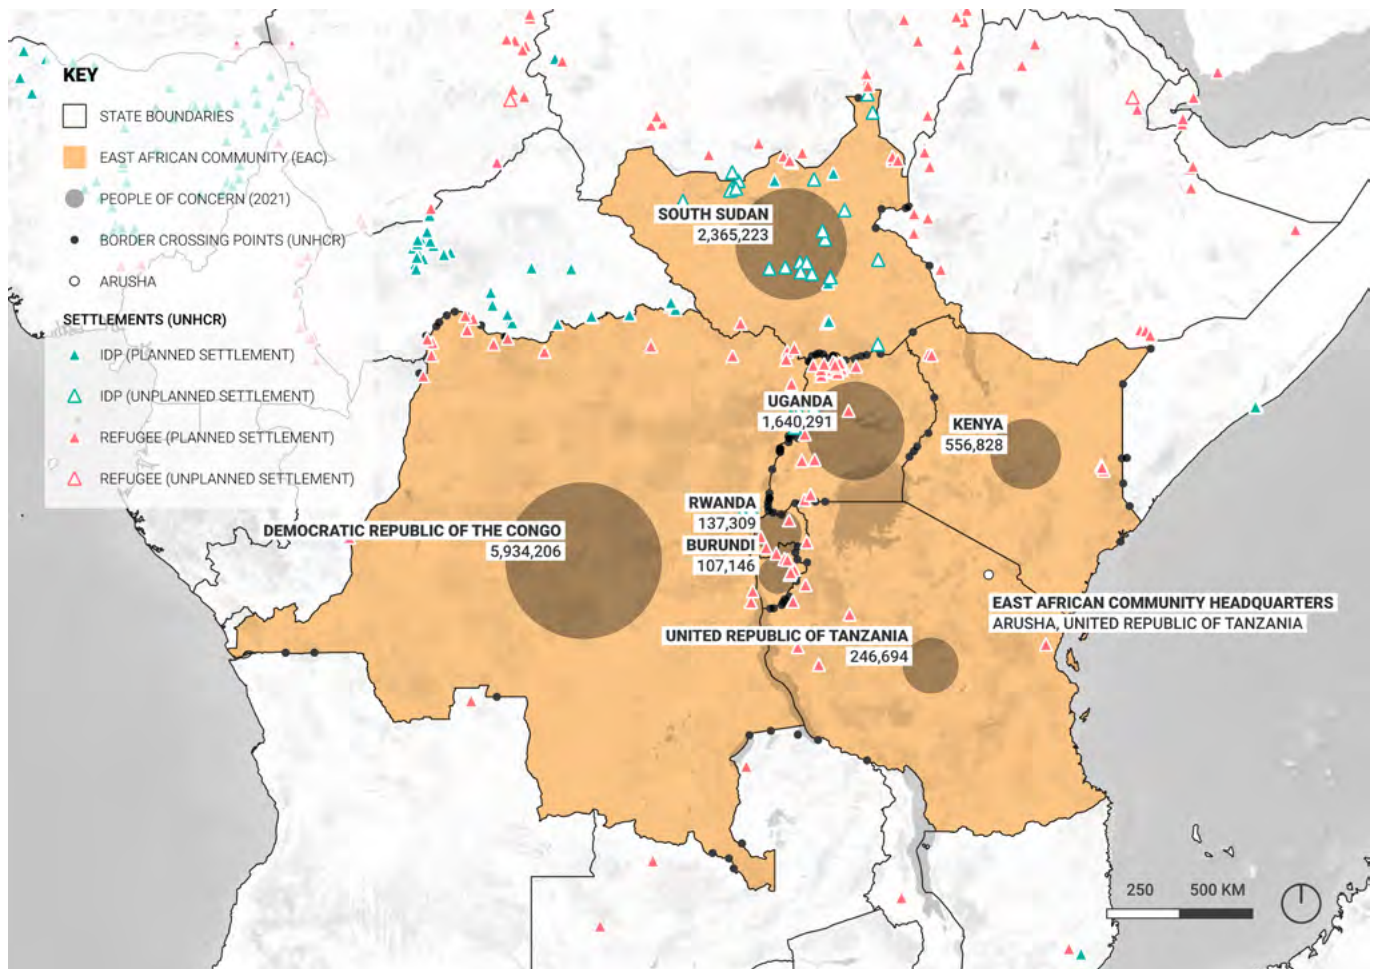 KEY
STATE BOUNDARIES
EAST AFRICAN COMMUNITY (EAC)
PEOPLE OF CONCERN (2021)
BORDER CROSSING POINTS (UNHCR)
ARUSHA
SETTLEMENTS (UNHCR)
IDP (PLANNED SETTLEMENT)
IDP (UNPLANNED SETTLEMENT)
REFUGEE (PLANNED SETTLEMENT)
REFUGEE (UNPLANNED SETTLEMENT)
SOUTH SUDAN
2,365,223
UGANDA
1,640,291
KENYA
556,828
RWANDA
137,309
BURUNDI
107,146
DEMOCRATIC REPUBLIC OF THE CONGO
5,934,206
EAST AFRICAN COMMUNITY HEADQUARTERS
ARUSHA, UNITED REPUBLIC OF TANZANIA
UNITED REPUBLIC OF TANZANIA
246,694
250 500 KM